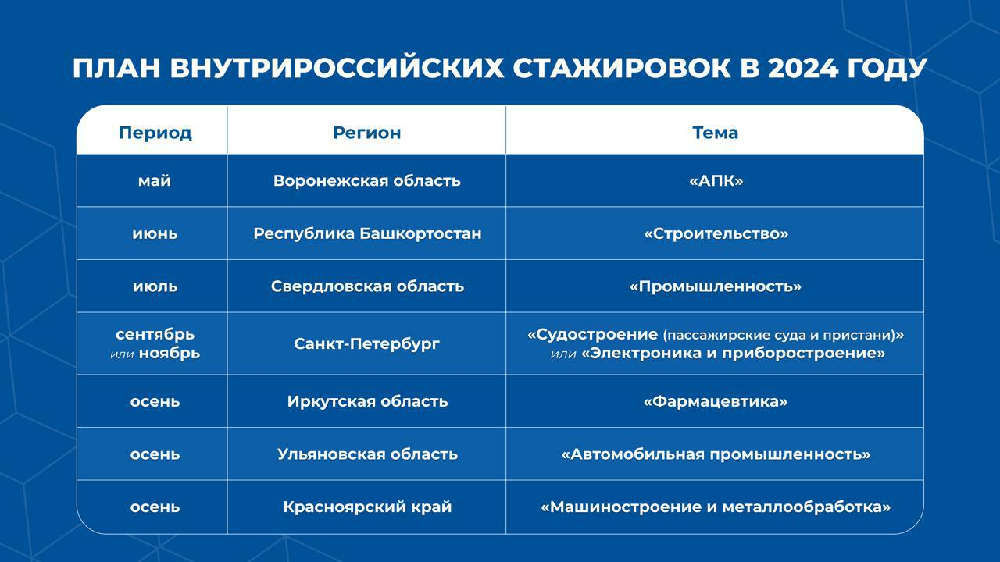 ПЛАН ВНУТРИРОССИЙСКИХ СТАЖИРОВОК В 2024 ГОДУ
Период Регион Тема
май Воронежская область «АПК»
июнь Республика Башкортостан «Строительство»
июль Свердловская область «Промышленность»
сентябрь
или ноябрь
Санкт-Петербург
«Судостроение (пассажирские суда и пристани)»
или «Электроника и приборостроение»
осень Иркутская область «Фармацевтика»
осень Ульяновская область «Автомобильная промышленность»
осень Красноярский край «Машиностроение и металлообработка»